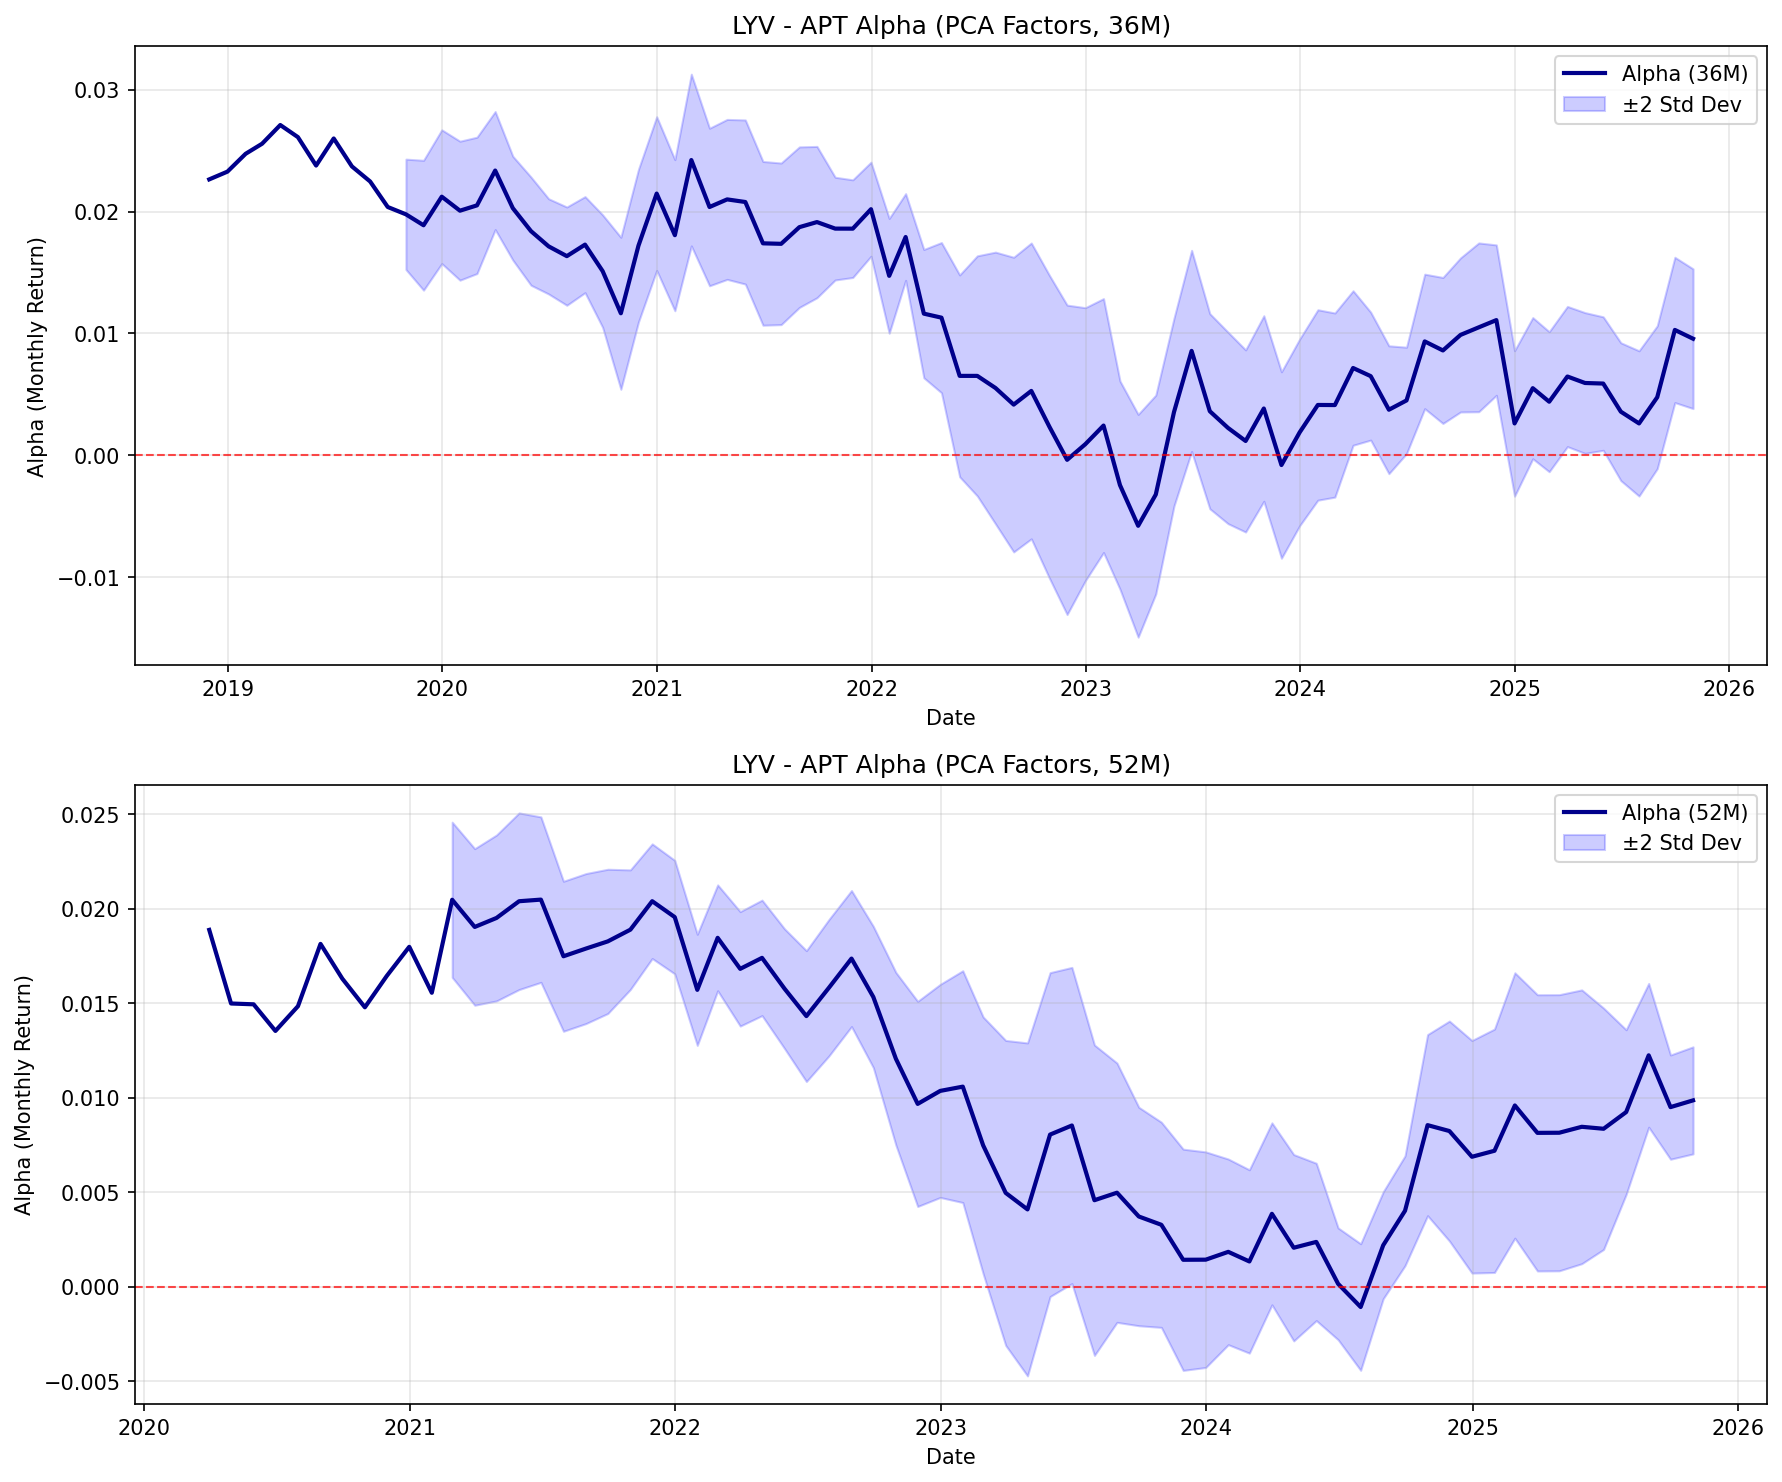 LYV - APT Alpha (PCA Factors, 36M)
Alpha (Monthly Return)
0.03
0.02
0.01
0.00
−0.01
Alpha (36M)
±2 Std Dev
2019 2020 2021 2022 2023 2024 2025 2026
Date
LYV - APT Alpha (PCA Factors, 52M)
Alpha (Monthly Return)
0.025
0.020
0.015
0.010
0.005
0.000
−0.005
Alpha (52M)
±2 Std Dev
2020 2021 2022 2023 2024 2025 2026
Date